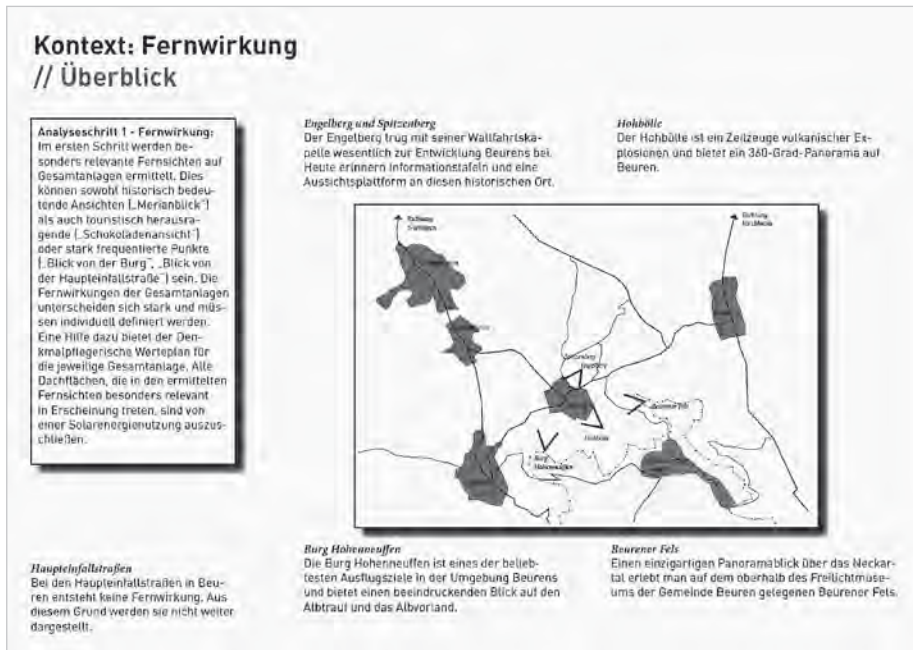 Kontext: Fernwirkung
// Überblick
Analyseschritt 1 - Fernwirkung:
Im ersten Schritt werden be-
sonders relevante Fernsichten auf
Gesamtanlagen ermittelt. Dies
können sowohl historisch bedeu-
tende Ansichten („Merianblick“)
als auch touristisch herausra-
gende („Schokoladenansicht“)
oder stark frequentierte Punkte
(„Blick von der Burg“, „Blick von
der Haupteinfallstraße“) sein. Die
Fernwirkungen der Gesamtanlagen
unterscheiden sich stark und müs-
sen individuell definiert werden.
Eine Hilfe dazu bietet der Den-
kmalpflegerische Werteplan für
die jeweilige Gesamtanlage. Alle
Dachflächen, die in den ermittelten
Fernsichten besonders relevant
in Erscheinung treten, sind von
einer Solarenergienutzung auszus-
chließen.
Haupteinfallstraßen
Bei den Haupteinfallstraßen in Beu-
ren entsteht keine Fernwirkung. Aus
diesem Grund werden sie nicht weiter
dargestellt.
Engelberg und Spitzenberg
Der Engelberg trug mit seiner Wallfahrtska-
pelle wesentlich zur Entwicklung Beurens bei.
Heute erinnern Informationstafeln und eine
Aussichtsplattform an diesen historischen Ort.
Hohbölle
Der Hohbölle ist ein Zeitzeuge vulkanischer Ex-
plosionen und bietet ein 360-Grad-Panorama auf
Beuren.
Richtung
Richtung
Spitzenberg
Engelberg
Beurener Fels
Hohbölle
Burg
Hohenneuffen
Burg Hohenneuffen
Die Burg Hohenneuffen ist eines der belieb-
testen Ausflugsziele in der Umgebung Beurens
und bietet einen beeindruckenden Blick auf den
Albtrauf und das Albvorland.
Beurener Fels
Einen einzigartigen Panoramablick über das Neckar-
tal erlebt man auf dem oberhalb des Freilichtmuse-
ums der Gemeinde Beuren gelegenen Beurener Fels.